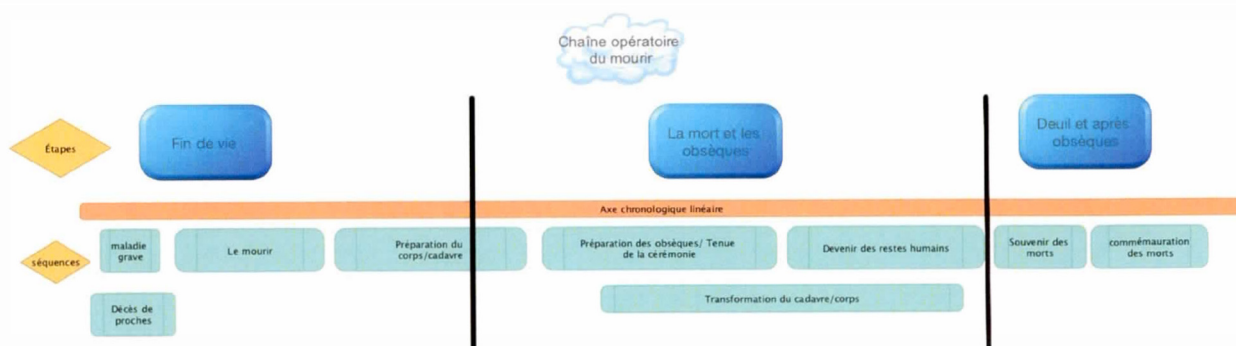 Chaîne opératoire
du mourir
Étapes
Fin de vie
La mort et les
obsèques
Deuil et après
obsèques
Axe chronologique linéaire
séquences
maladie
grave
Le mourir
Préparation du
corps/cadavre
Préparation des obsèques/ Tenue
de la cérémonie
Devenir des restes humains
Souvenir des
morts
commémauration
des morts
Décès de
proches
Transformation du cadavre/corps